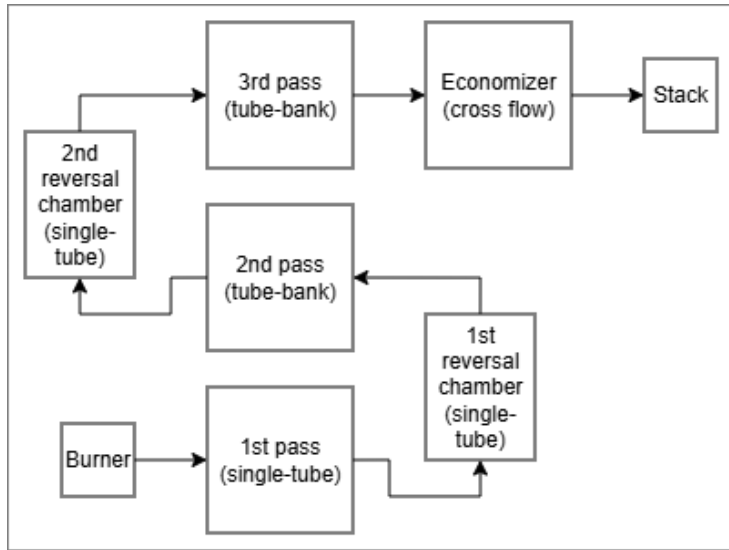 3rd pass
(tube-bank)
Economizer
(cross flow)
Stack
2nd
reversal
chamber
(single-
tube)
2nd pass
(tube-bank)
1st
reversal
chamber
(single-
tube)
Burner
1st pass
(single-tube)